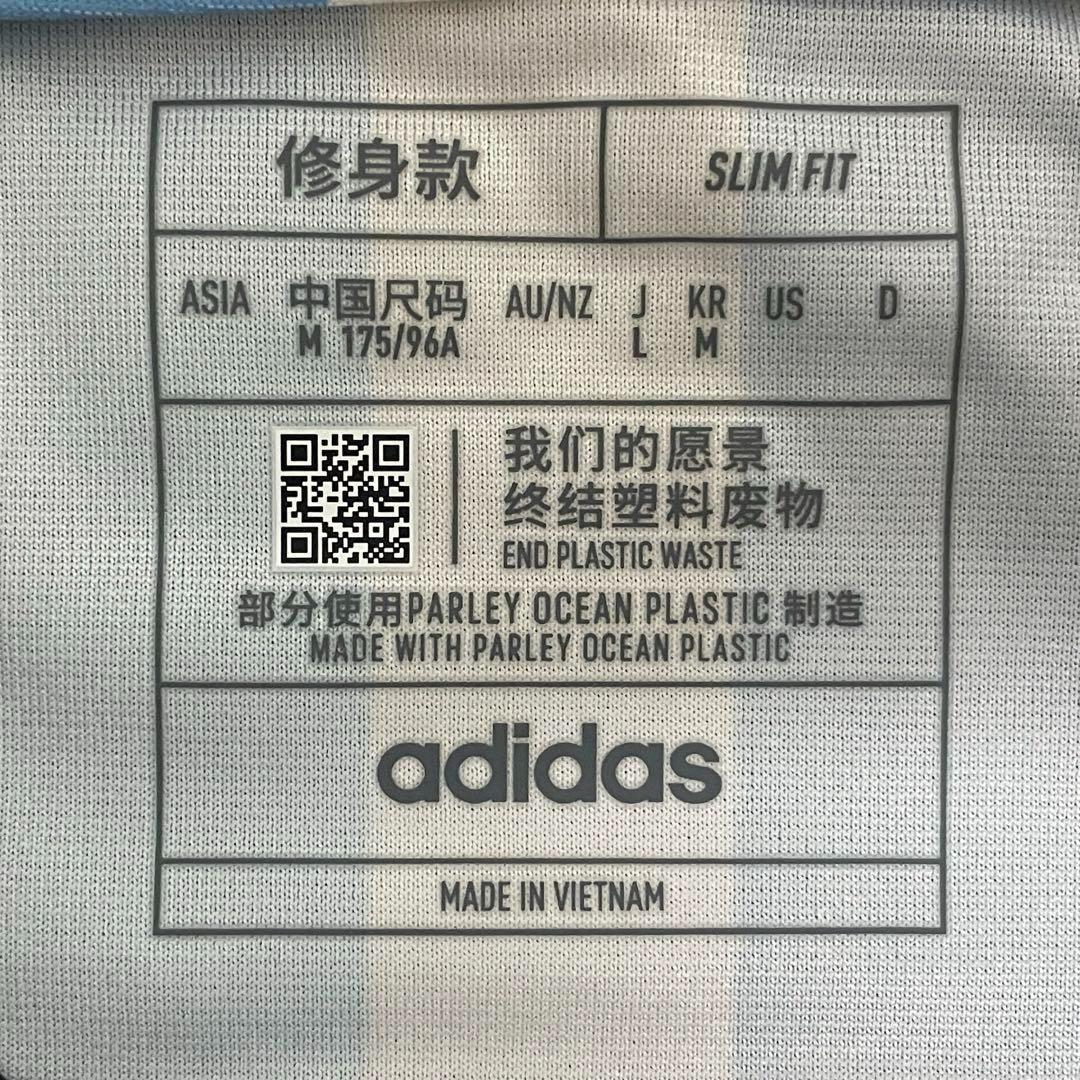 修身款 SLIM FIT
ASIA 中国尺码 AU/NZ J KR US D
M 175/96A L M
我们的愿景
终结塑料废物
END PLASTIC WASTE
部分使用PARLEY OCEAN PLASTIC 制造
MADE WITH PARLEY OCEAN PLASTIC
adidas
MADE IN VIETNAM